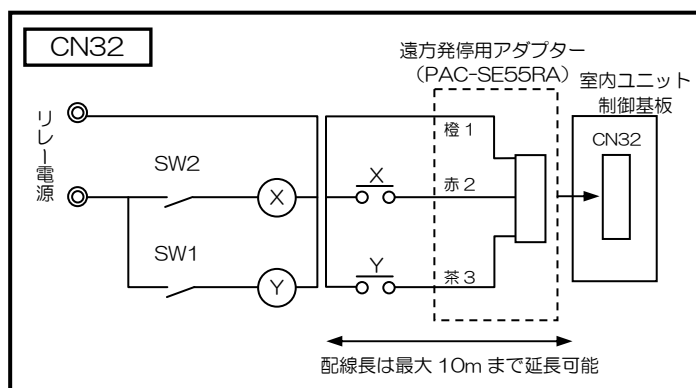 CN32
遠方発停用アダプター
（PAC-SE55RA）
室内ユニット
制御基板
リレー電源
橙 1
CN32
SW2
X
X
赤 2
SW1
Y
Y
茶 3
配線長は最大 10m まで延長可能